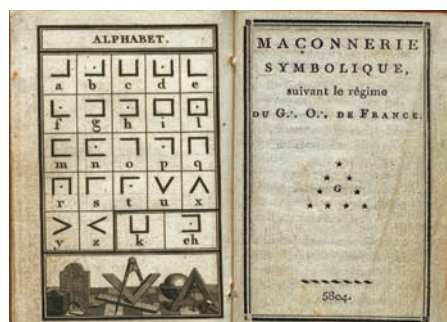 ALPHABET.
a b c d e
f g h i l
m n o p q
r s t u x
y z k ch
MAÇONNERIE
SYMBOLIQUE,
suivant le régime
DU G∴ O∴ DE FRANCE.
G
5804.